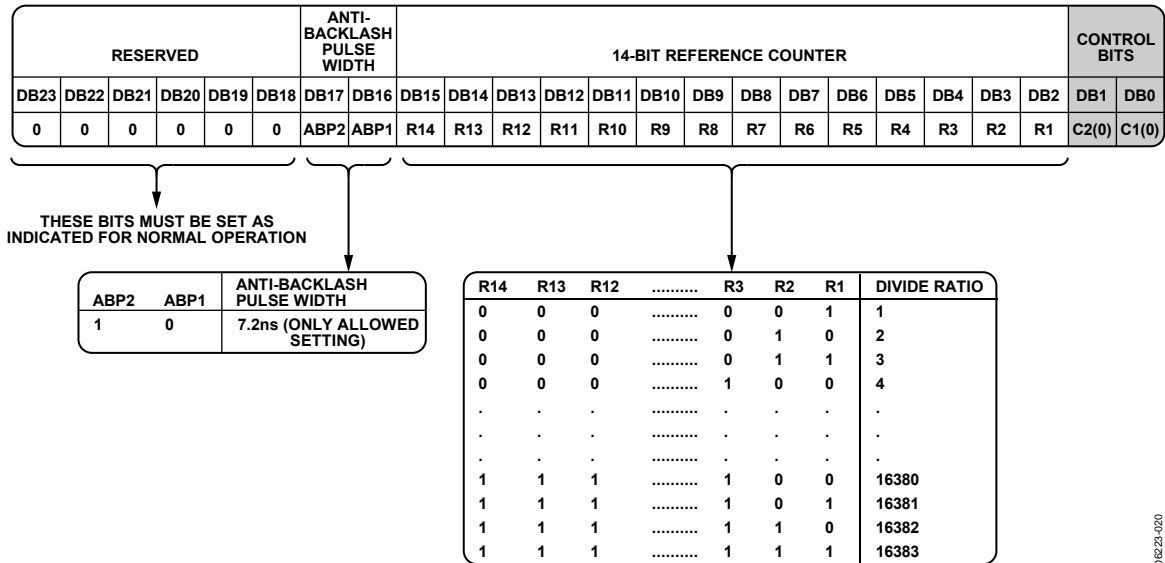 RESERVED
ANTI-
BACKLASH
PULSE
WIDTH
14-BIT REFERENCE COUNTER
CONTROL
BITS
DB23 DB22 DB21 DB20 DB19 DB18 DB17 DB16 DB15 DB14 DB13 DB12 DB11 DB10 DB9 DB8 DB7 DB6 DB5 DB4 DB3 DB2 DB1 DB0
0 0 0 0 0 0 ABP2 ABP1 R14 R13 R12 R11 R10 R9 R8 R7 R6 R5 R4 R3 R2 R1 C2(0) C1(0)
THESE BITS MUST BE SET AS
INDICATED FOR NORMAL OPERATION
ABP2 ABP1 ANTI-BACKLASH
PULSE WIDTH
1 0 7.2ns (ONLY ALLOWED
SETTING)
R14 R13 R12 .......... R3 R2 R1 DIVIDE RATIO
0 0 0 .......... 0 0 1 1
0 0 0 .......... 0 1 0 2
0 0 0 .......... 0 1 1 3
0 0 0 .......... 1 0 0 4
. . . .......... . . . .
. . . .......... . . . .
. . . .......... . . . .
1 1 1 .......... 1 0 0 16380
1 1 1 .......... 1 0 1 16381
1 1 1 .......... 1 1 0 16382
1 1 1 .......... 1 1 1 16383
06223-020